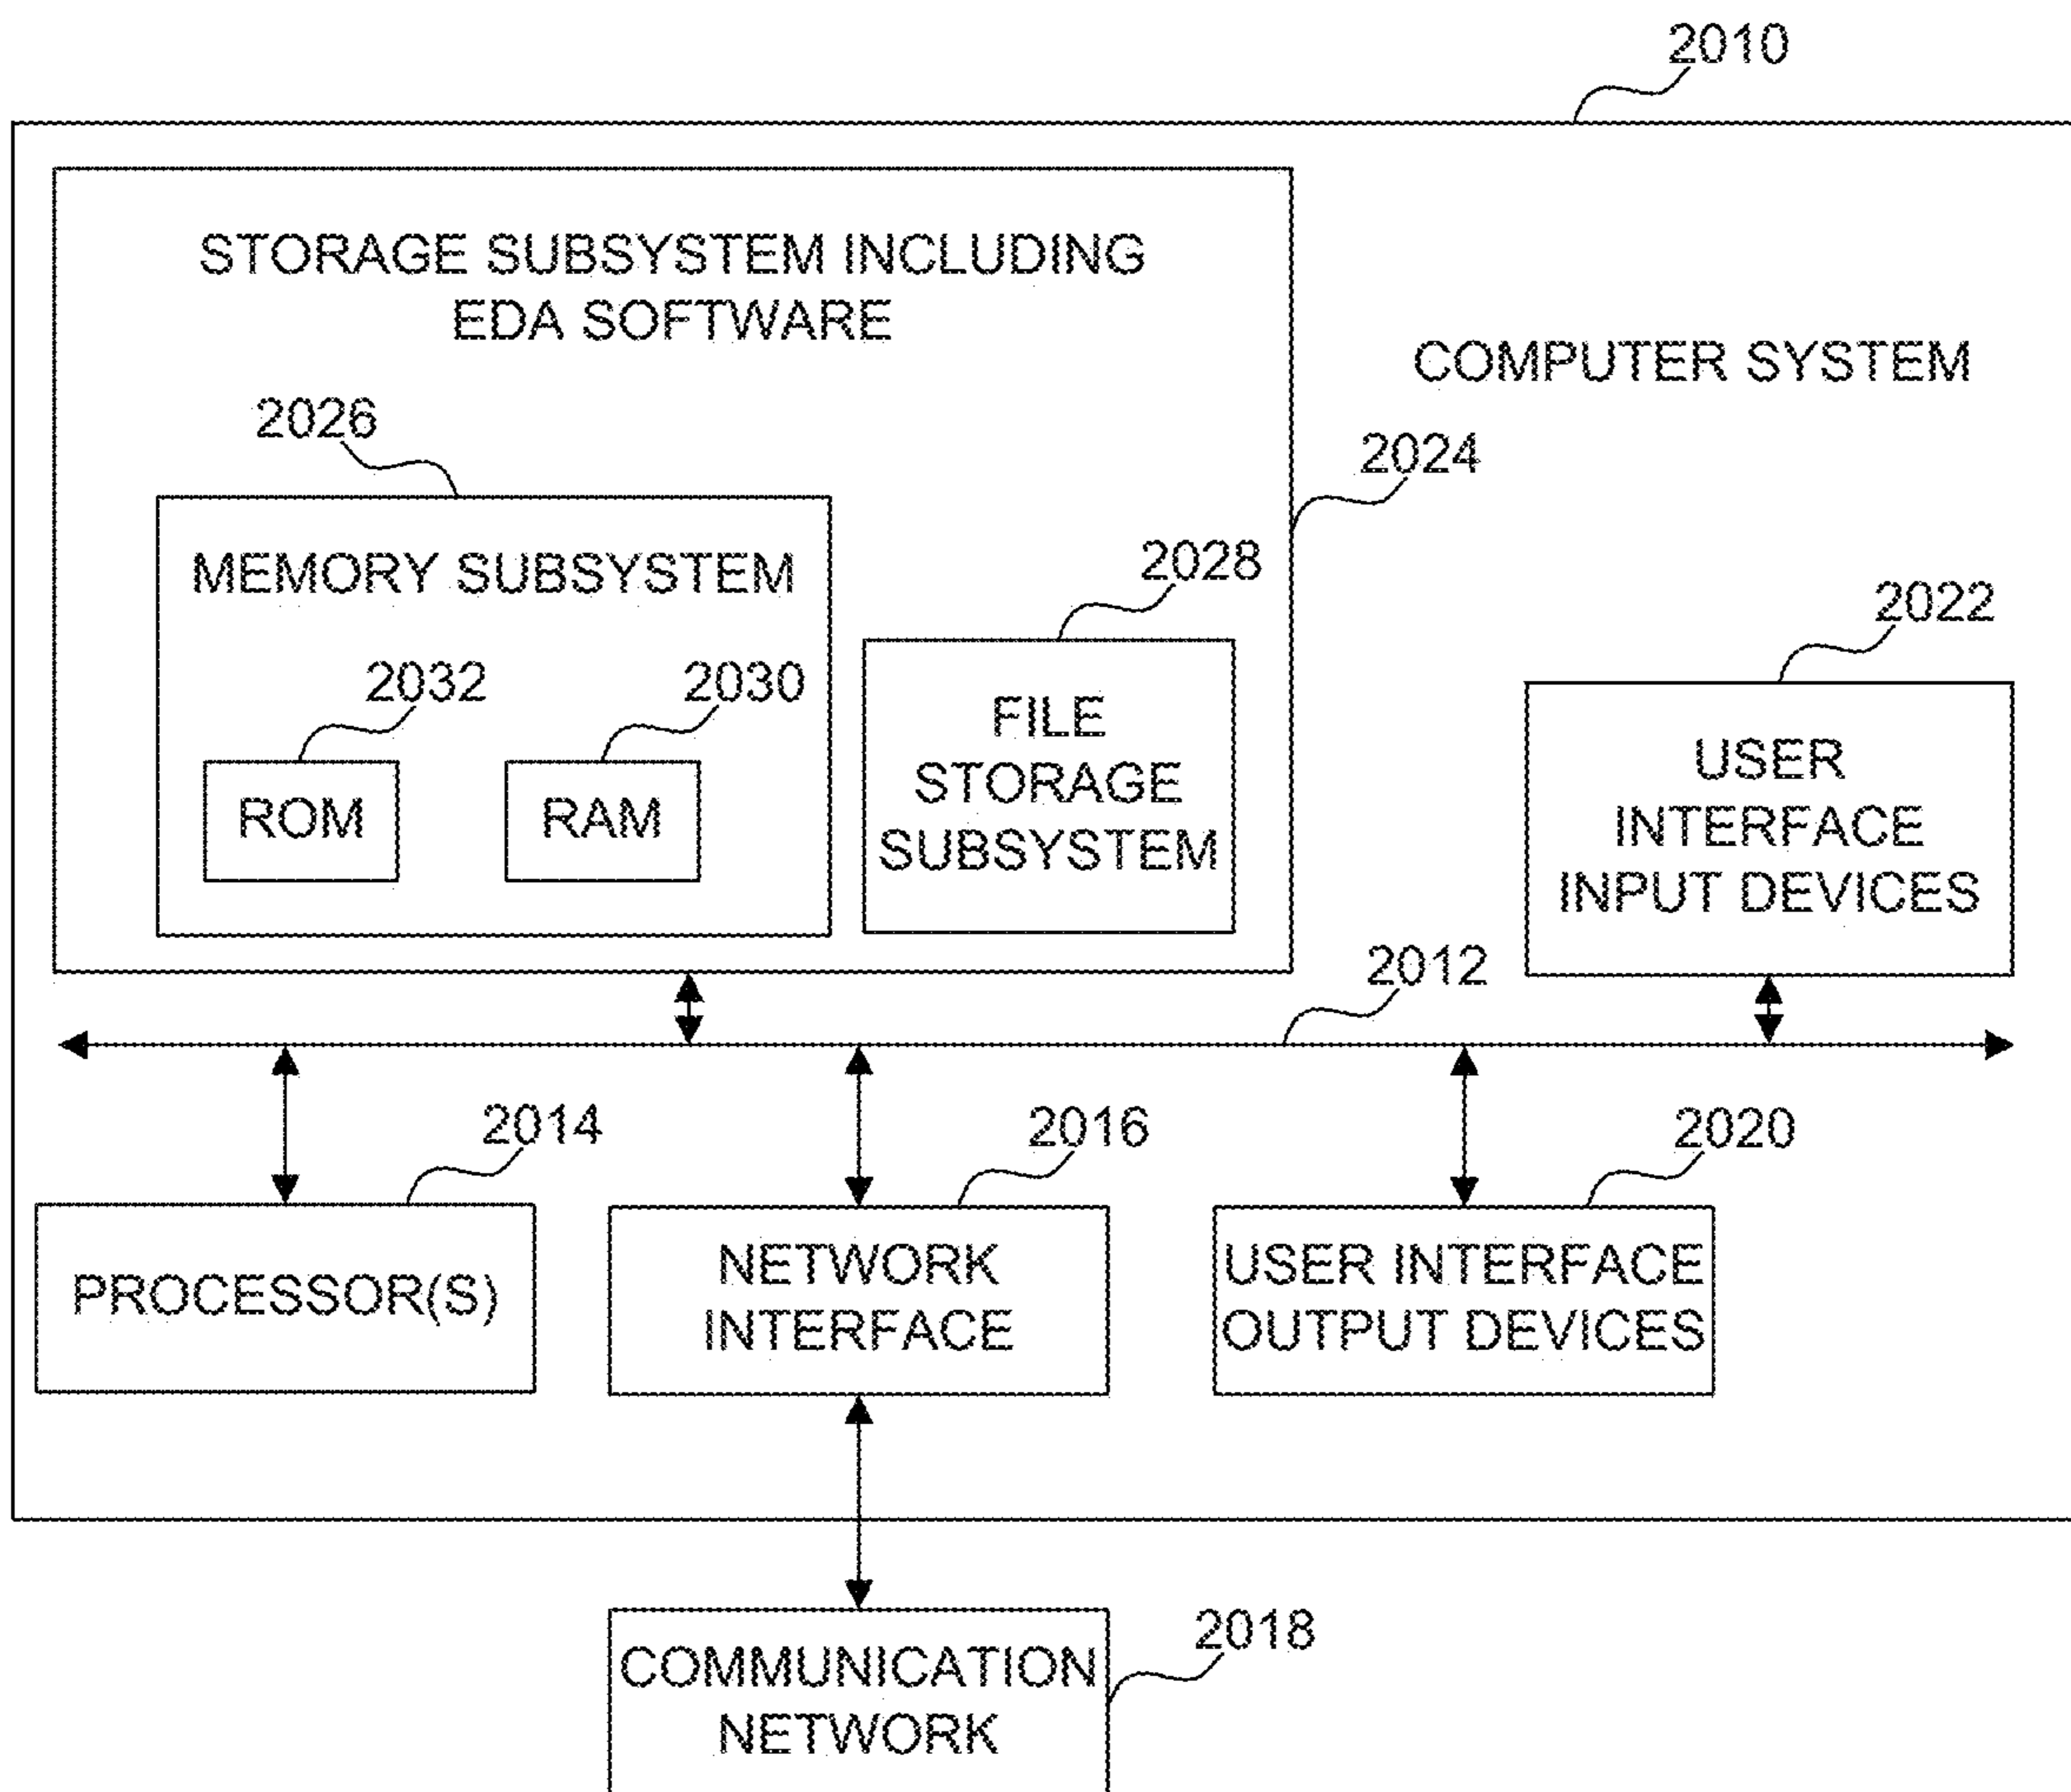 2010
STORAGE SUBSYSTEM INCLUDING
EDA SOFTWARE
COMPUTER SYSTEM
2026
2024
MEMORY SUBSYSTEM
2028
2022
2032
2030
FILE
STORAGE
SUBSYSTEM
ROM
RAM
USER
INTERFACE
INPUT DEVICES
2012
2014
2016
2020
PROCESSOR(S)
NETWORK
INTERFACE
USER INTERFACE
OUTPUT DEVICES
2018
COMMUNICATION
NETWORK